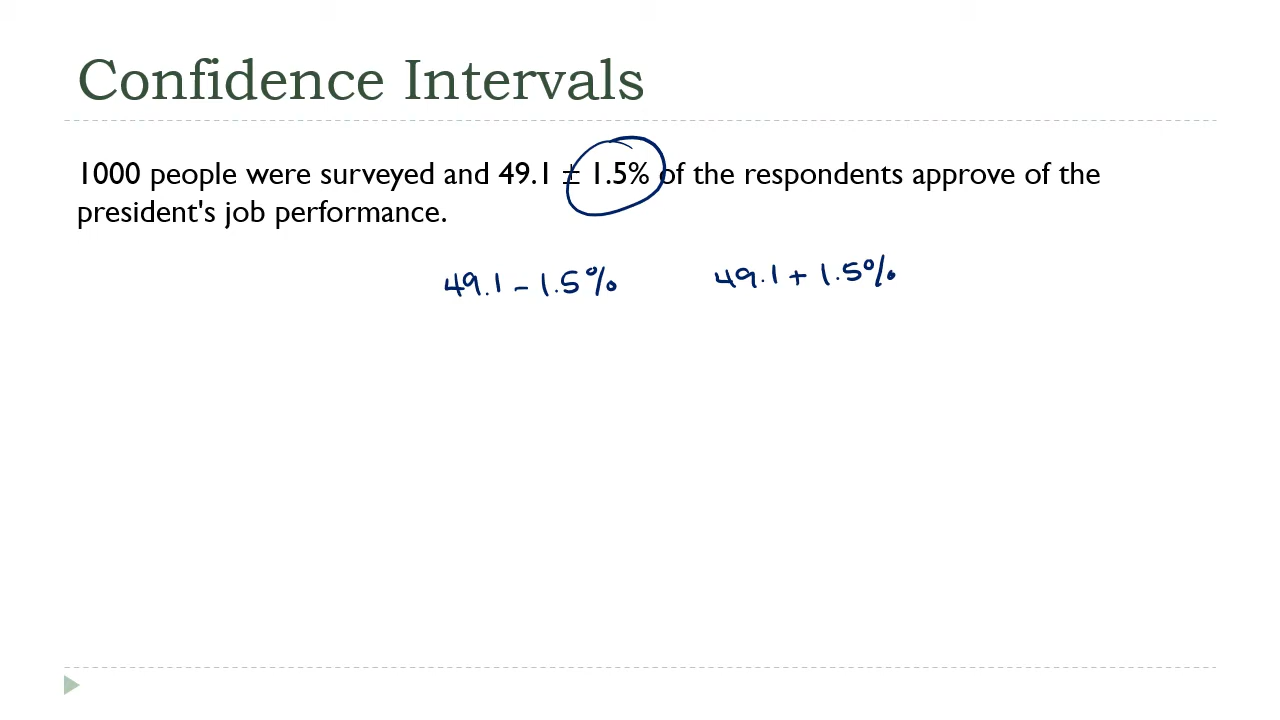 Confidence Intervals
1000 people were surveyed and 49.1 ± 1.5% of the respondents approve of the
president's job performance.
49.1 - 1.5% 49.1 + 1.5%